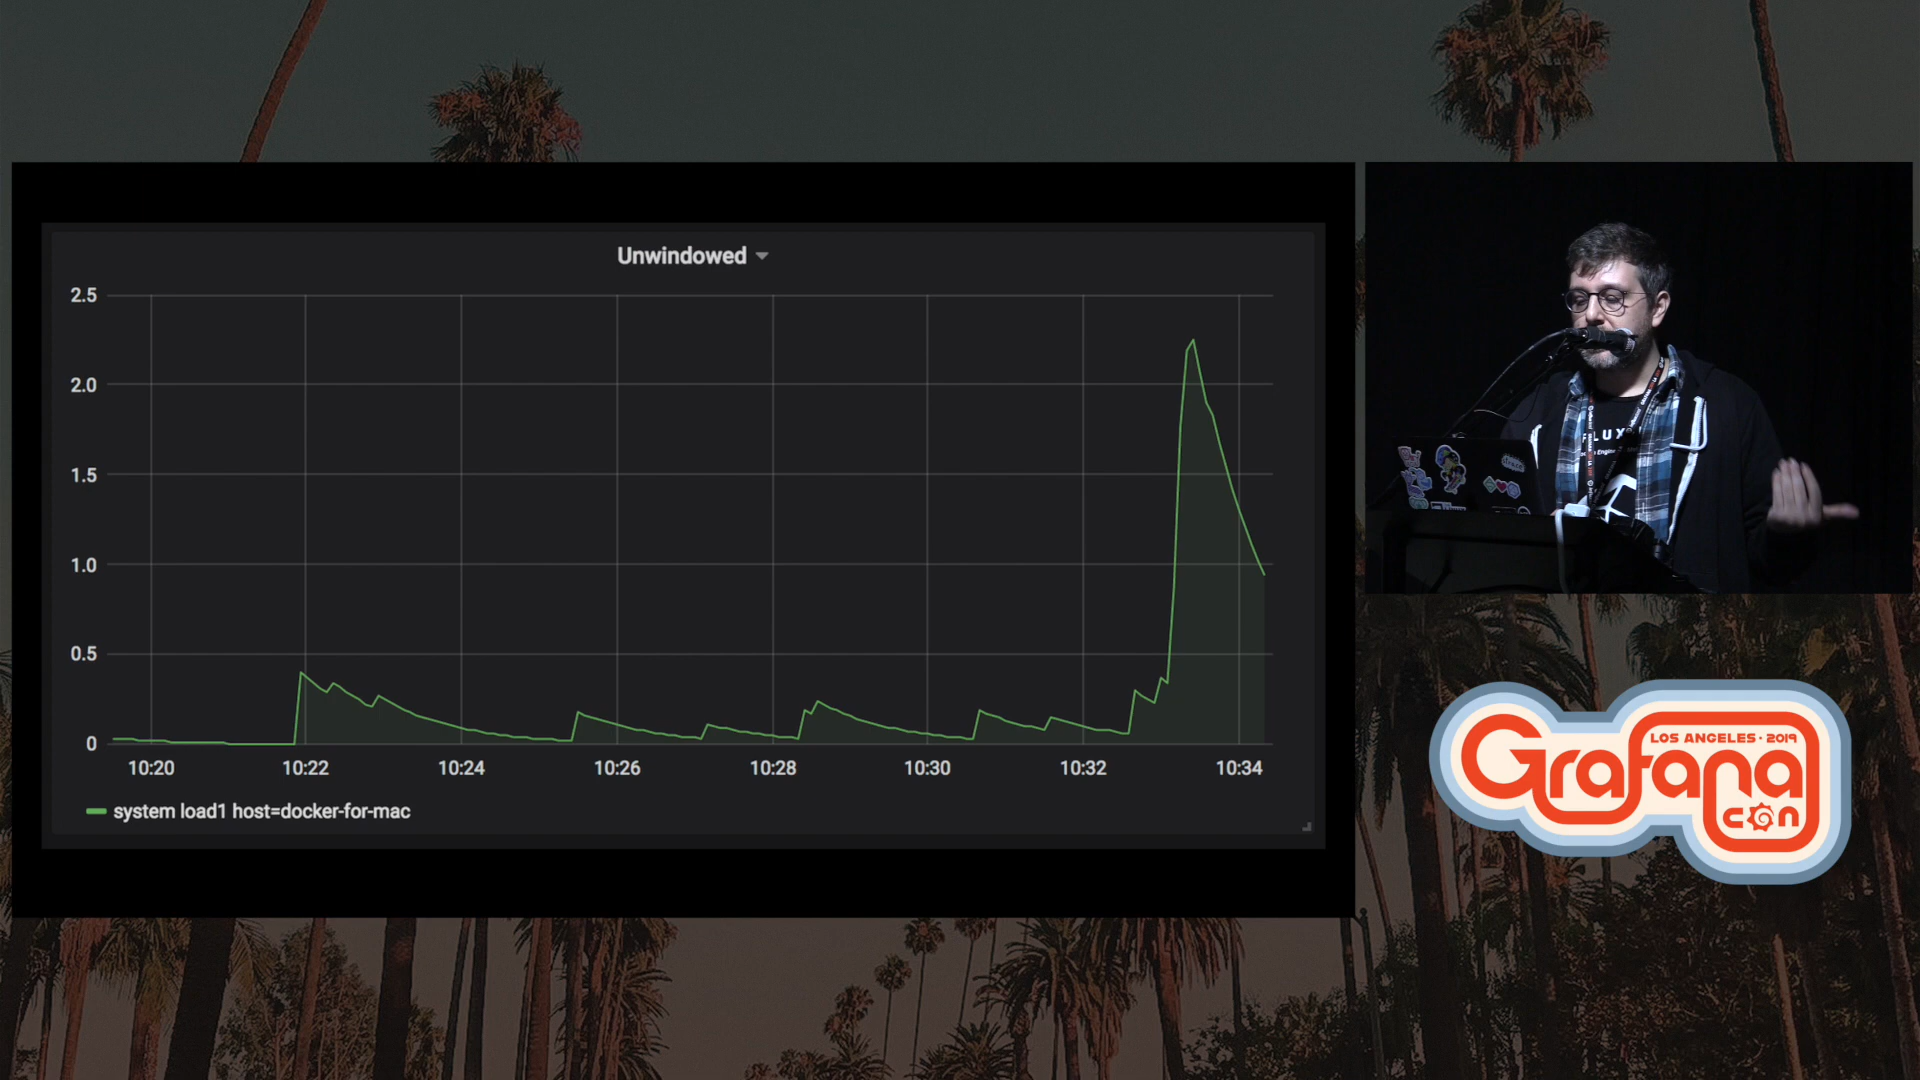 Unwindowed
2.5
2.0
1.5
1.0
0.5
0
10:20 10:22 10:24 10:26 10:28 10:30 10:32 10:34
system load1 host=docker-for-mac
LOS ANGELES · 2019
Grafana
con